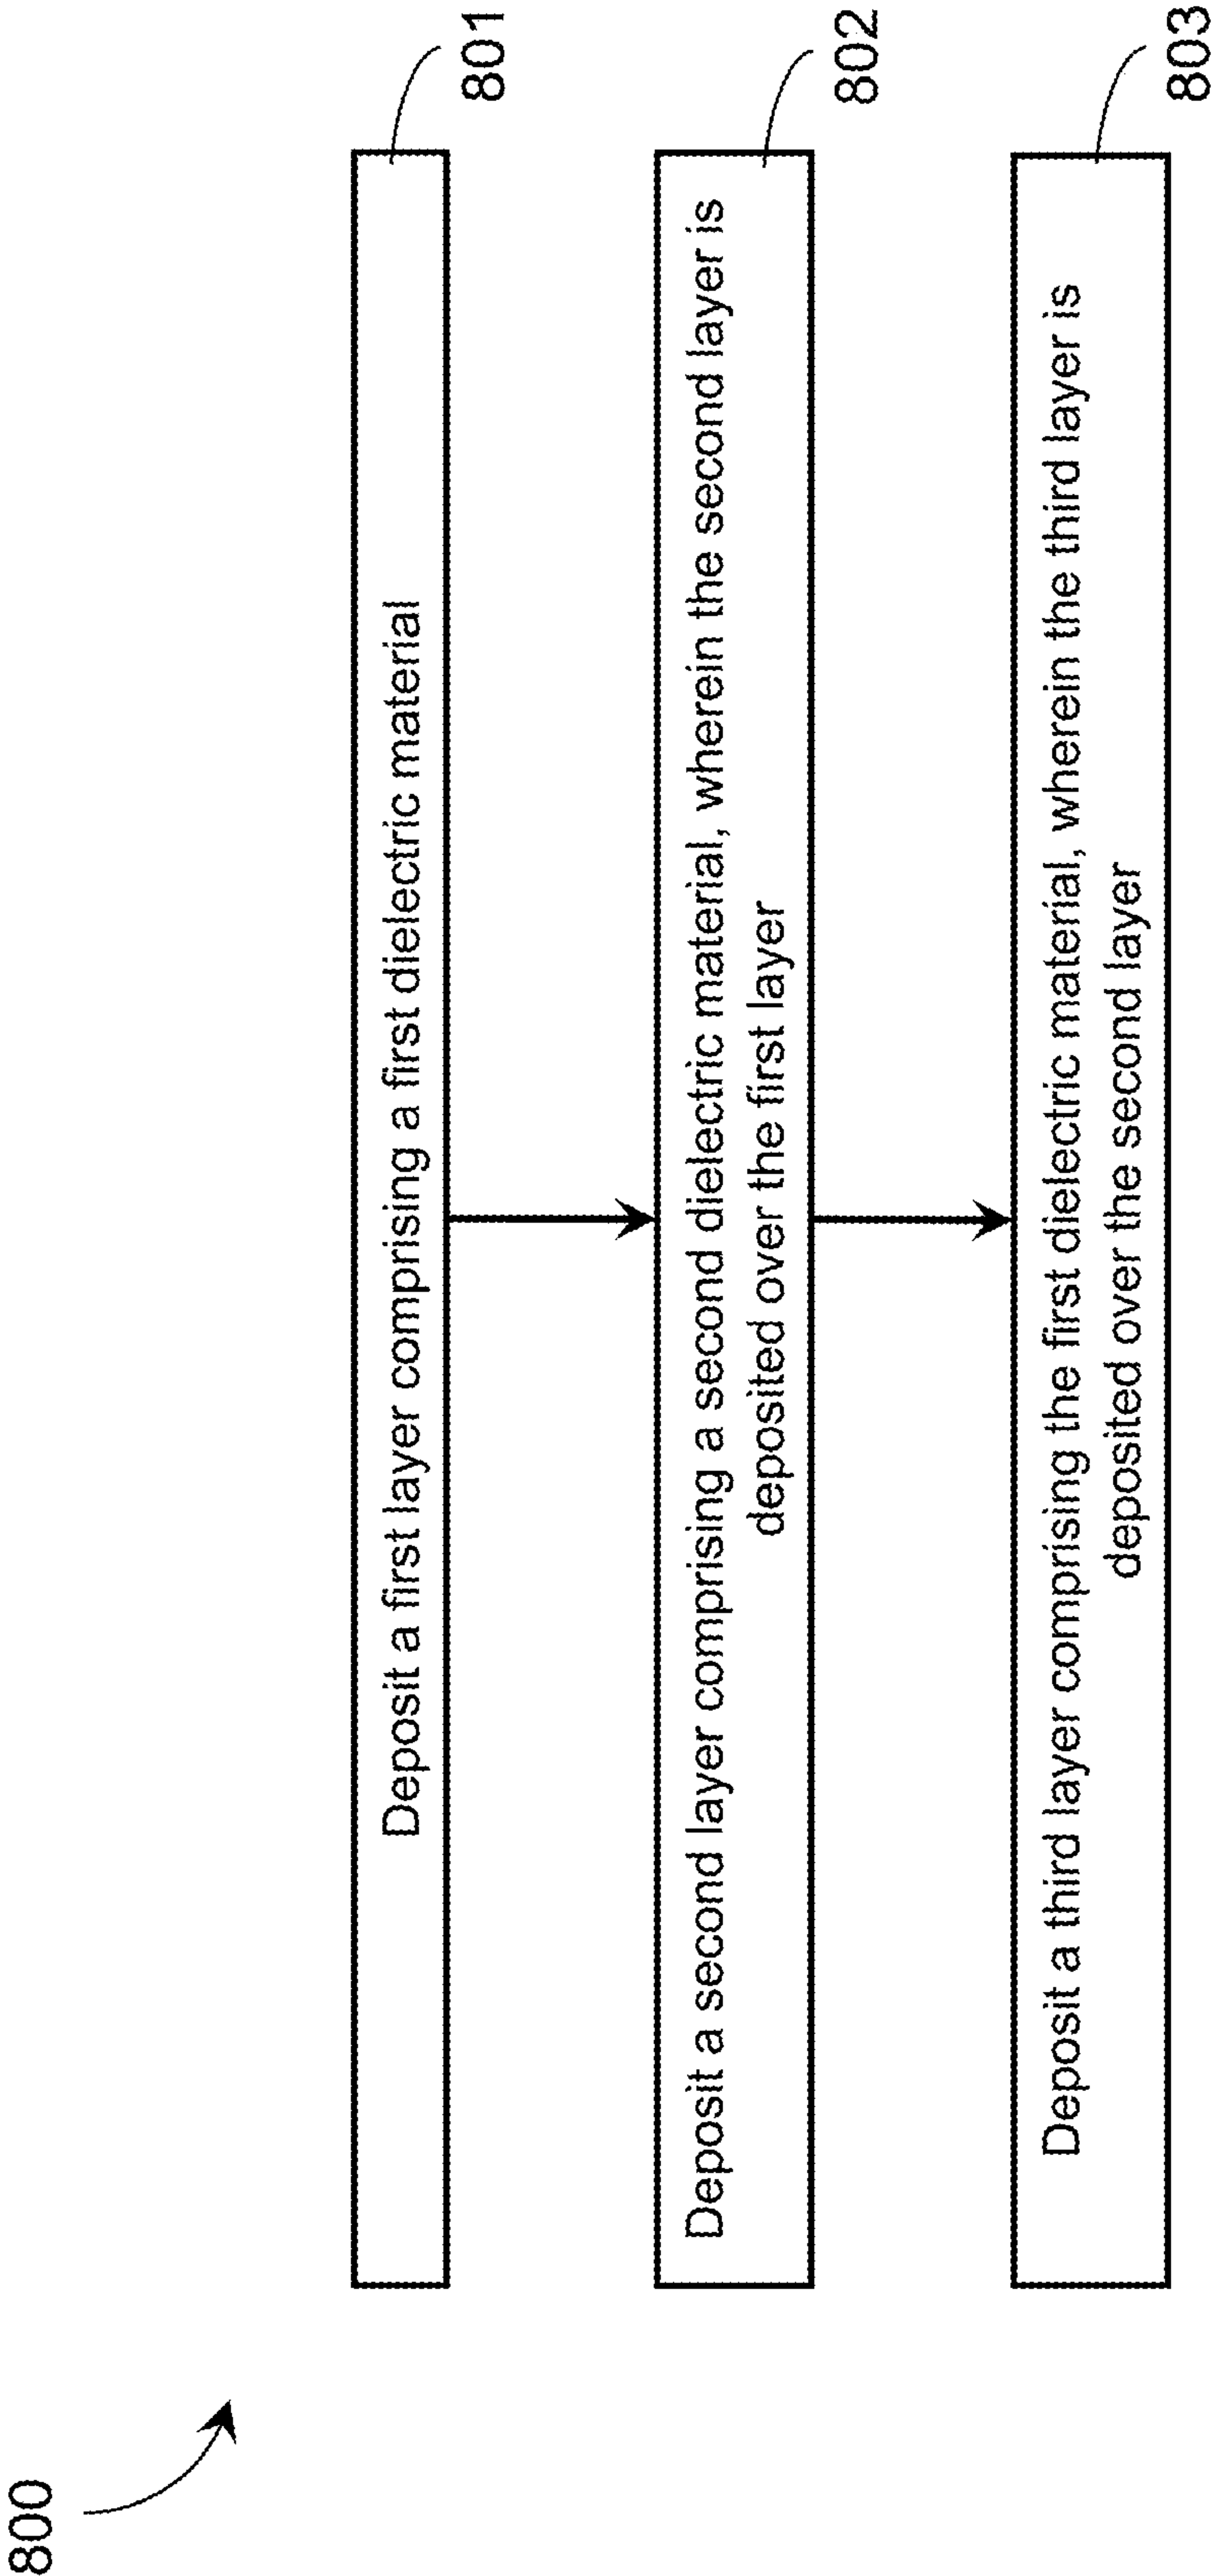 800
Deposit a first layer comprising a first dielectric material
801
Deposit a second layer comprising a second dielectric material, wherein the second layer is
deposited over the first layer
802
Deposit a third layer comprising the first dielectric material, wherein the third layer is
deposited over the second layer
803